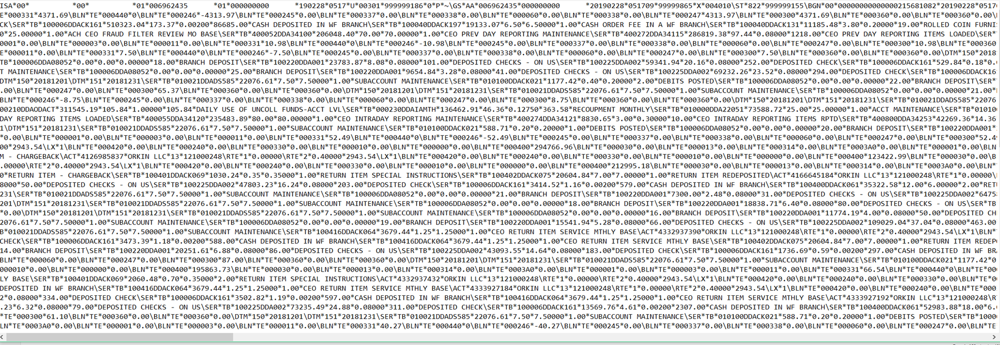 ISA*00*          *00*          *01*006962435      *01*000000000      *190228*0517*U*00301*999999186*0*P*~\GS*AA*006962435*000000000      *20190228*051709*99999865*X*004010\ST*822*999999155\BGN*00*000000000000000215681082*20190228*0517
E*000331*4371.69\BLN*TE*000440*0\BLN*TE*000246*-4313.97\BLN*TE*000245*0.00\BLN*TE*000337*0.00\BLN*TE*000338*0.00\BLN*TE*000060*0.00\BLN*TE*000338*0.00\BLN*TE*000247*4313.97\BLN*TE*000300*4371.69\BLN*TE*000360*0.00\BLN*TE*000360*0.00\
CK\SER*TB*100006DDACK161*510323.04*173.37*0.00200*86685.00*CASH DEPOSITED IN WF BRANCH\SER*TB*100040DDACK197*19133.07*6.50*6.50000*1.00*CASH ORDER FEE IN A WF BRANCH\SER*TB*100040DDACK131*11185.48*3.80*0.20000*19.00*ROLLED COIN FURNI
0*25.00000*1.00*ACH CEO FRAUD FILTER REVIEW MO BASE\SER*TB*400052DDA34100*206048.40*70.00*70.00000*1.00*CEO PREV DAY REPORTING MAINTENANCE\SER*TB*400272DDA34115*286819.38*97.44*0.08000*1218.00*CEO PREV DAY REPORTING ITEMS LOADED\SER*
0001*0.00\BLN*TE*000003*0.00\BLN*TE*000011*0.00\BLN*TE*000331*10.98\BLN*TE*000440*0\BLN*TE*000246*-10.98\BLN*TE*000245*0.00\BLN*TE*000337*0.00\BLN*TE*000338*0.00\BLN*TE*000060*0.00\BLN*TE*000247*0.00\BLN*TE*000300*10.98\BLN*TE*000360
E*000011*0.00\BLN*TE*000331*7.50\BLN*TE*000440*0\BLN*TE*000246*-7.50\BLN*TE*000245*0.00\BLN*TE*000337*0.00\BLN*TE*000338*0.00\BLN*TE*000060*0.00\BLN*TE*000247*0.00\BLN*TE*000300*7.50\BLN*TE*000360*0.00\BLN*TE*000360*0.00\DTM*150*2018
TB*100006DDA08052*0.00*0.00*0.00000*18.00*BRANCH DEPOSIT\SER*TB*100220DDA001*23783.87*8.08*0.08000*101.00*DEPOSITED CHECKS - ON US\SER*TB*100225DDA002*59341.94*20.16*0.08000*252.00*DEPOSITED CHECK\SER*TB*100006DDACK161*529.84*0.18*0.
T MAINTENANCE\SER*TB*100006DDA08052*0.00*0.00*0.00000*25.00*BRANCH DEPOSIT\SER*TB*100220DDA001*9654.84*3.28*0.08000*41.00*DEPOSITED CHECKS - ON US\SER*TB*100225DDA002*69232.26*23.52*0.08000*294.00*DEPOSITED CHECK\SER*TB*100006DDACK16
DTM*150*20181201\DTM*151*20181231\SER*TB*010021DDADS585*22076.61*7.50*7.50000*1.00*SUBACCOUNT MAINTENANCE\SER*TB*010100DDACK021*1177.42*0.40*0.20000*2.00*DEBITS POSTED\SER*TB*100006DDA08052*0.00*0.00*0.00000*22.00*BRANCH DEPOSIT\SER*
.00\BLN*TE*000247*0.00\BLN*TE*000300*65.37\BLN*TE*000360*0.00\BLN*TE*000360*0.00\DTM*150*20181201\DTM*151*20181231\SER*TB*010021DDADS585*22076.61*7.50*7.50000*1.00*SUBACCOUNT MAINTENANCE\SER*TB*100006DDA08052*0.00*0.00*0.00000*21.00*
BLN*TE*000246*-8.75\BLN*TE*000245*0.00\BLN*TE*000337*0.00\BLN*TE*000338*0.00\BLN*TE*000060*0.00\BLN*TE*000247*0.00\BLN*TE*000300*8.75\BLN*TE*000360*0.00\BLN*TE*000360*0.00\DTM*150*20181201\DTM*151*20181231\SER*TB*010021DDADS585*22076
00210DDAODACT*311545.19*105.84*1.00000*105.84*DAILY USE OF UNCOLL FUNDS-ACCT LVL\SER*TB*000230DDAIAMTH*136462.91*46.36*0.12750*363.58*RECOUPMENT MONTHLY\SER*TB*010000DDA22051*73588.72*25.00*25.00000*1.00*ACCT MAINTENANCE\SER*TB*01010
DAY REPORTING ITEMS LOADED\SER*TB*400055DDA34120*235483.89*80.00*80.00000*1.00*CEO INTRADAY REPORTING MAINTENANCE\SER*TB*400274DDA34121*8830.65*3.00*0.30000*10.00*CEO INTRADAY REPORTING ITEMS RPTD\SER*TB*400800DDA34253*42269.36*14.36
1\DTM*151*20181231\SER*TB*010021DDADS585*22076.61*7.50*7.50000*1.00*SUBACCOUNT MAINTENANCE\SER*TB*010100DDACK021*588.71*0.20*0.20000*1.00*DEBITS POSTED\SER*TB*100006DDA08052*0.00*0.00*0.00000*20.00*BRANCH DEPOSIT\SER*TB*100220DDA001*
*0.00\BLN*TE*000001*0.00\BLN*TE*000003*0.00\BLN*TE*000011*0.00\BLN*TE*000331*52.49\BLN*TE*000440*0\BLN*TE*000246*-52.49\BLN*TE*000245*0.00\BLN*TE*000337*0.00\BLN*TE*000338*0.00\BLN*TE*000060*0.00\BLN*TE*000247*0.00\BLN*TE*000300*52.4
00*2943.54\LX*1\BLN*TE*000420*0.00\BLN*TE*000240*0.00\BLN*TE*000330*0.00\BLN*TE*000010*0.00\BLN*TE*000000*0.00\BLN*TE*000400*294766.96\BLN*TE*000030*0.00\BLN*TE*000013*0.00\BLN*TE*000314*0.00\BLN*TE*0003A0*0.00\BLN*TE*000001*0.00\BLN
M - CHARGEBACK\ACT*4126985837*ORKIN LLC*13*121000248\RTE*1*0.00000\RTE*2*0.40000*2943.54\LX*1\BLN*TE*000420*0.00\BLN*TE*000240*0.00\BLN*TE*000330*0.00\BLN*TE*000010*0.00\BLN*TE*000000*0.00\BLN*TE*000400*123422.99\BLN*TE*000030*0.00\B
.00000\RTE*2*0.40000*2943.54\LX*1\BLN*TE*000420*0.00\BLN*TE*000240*0.00\BLN*TE*000330*0.00\BLN*TE*000010*0.00\BLN*TE*000000*0.00\BLN*TE*000400*212995.18\BLN*TE*000030*0.00\BLN*TE*000013*0.00\BLN*TE*000314*0.00\BLN*TE*0003A0*0.00\BLN*
0*RETURN ITEM - CHARGEBACK\SER*TB*100401DDACK069*1030.24*0.35*0.35000*1.00*RETURN ITEM SPECIAL INSTRUCTIONS\SER*TB*100402DDACK075*20604.84*7.00*7.00000*1.00*RETURN ITEM REDEPOSITED\ACT*4166645184*ORKIN LLC*13*121000248\RTE*1*0.00000\
8000*50.00*DEPOSITED CHECKS - ON US\SER*TB*100225DDA002*47803.23*16.24*0.08000*203.00*DEPOSITED CHECK\SER*TB*100006DDACK161*3414.52*1.16*0.00200*579.00*CASH DEPOSITED IN WF BRANCH\SER*TB*100400DDACK061*35322.58*12.00*6.00000*2.00*RET
231\SER*TB*010021DDADS585*22076.61*7.50*7.50000*1.00*SUBACCOUNT MAINTENANCE\SER*TB*100006DDA08052*0.00*0.00*0.00000*21.00*BRANCH DEPOSIT\SER*TB*100220DDA001*7300.00*2.48*0.08000*31.00*DEPOSITED CHECKS - ON US\SER*TB*100225DDA002*6475
201\DTM*151*20181231\SER*TB*010021DDADS585*22076.61*7.50*7.50000*1.00*SUBACCOUNT MAINTENANCE\SER*TB*100006DDA08052*0.00*0.00*0.00000*18.00*BRANCH DEPOSIT\SER*TB*100220DDA001*18838.71*6.40*0.08000*80.00*DEPOSITED CHECKS - ON US\SER*TB
*0.00\DTM*150*20181201\DTM*151*20181231\SER*TB*010021DDADS585*22076.61*7.50*7.50000*1.00*SUBACCOUNT MAINTENANCE\SER*TB*100006DDA08052*0.00*0.00*0.00000*16.00*BRANCH DEPOSIT\SER*TB*100220DDA001*11774.19*4.00*0.08000*50.00*DEPOSITED CH
2076.61*7.50*7.50000*1.00*SUBACCOUNT MAINTENANCE\SER*TB*100006DDA08052*0.00*0.00*0.00000*19.00*BRANCH DEPOSIT\SER*TB*100220DDA001*15541.94*5.28*0.08000*66.00*DEPOSITED CHECKS - ON US\SER*TB*100225DDA002*109029.04*37.04*0.08000*463.00
B*010021DDADS585*22076.61*7.50*7.50000*1.00*SUBACCOUNT MAINTENANCE\SER*TB*100416DDACK064*3679.44*1.25*1.25000*1.00*CEO RETURN ITEM SERVICE MTHLY BASE\ACT*4332937390*ORKIN LLC*13*121000248\RTE*1*0.00000\RTE*2*0.40000*2943.54\LX*1\BLN*
CHECK\SER*TB*100006DDACK161*3473.39*1.18*0.00200*588.00*CASH DEPOSITED IN WF BRANCH\SER*TB*100416DDACK064*3679.44*1.25*1.25000*1.00*CEO RETURN ITEM SERVICE MTHLY BASE\SER*TB*100402DDACK075*20604.84*7.00*7.00000*1.00*RETURN ITEM REDEP
14.00*BRANCH DEPOSIT\SER*TB*100220DDA001*20251.61*6.88*0.08000*86.00*DEPOSITED CHECKS - ON US\SER*TB*100225DDA002*43093.55*14.64*0.08000*183.00*DEPOSITED CHECK\SER*TB*100006DDACK161*1736.69*0.59*0.00200*297.00*CASH DEPOSITED IN WF BR
BLN*TE*000060*0.00\BLN*TE*000247*0.00\BLN*TE*000300*87.00\BLN*TE*000360*0.00\BLN*TE*000360*0.00\DTM*150*20181201\DTM*151*20181231\SER*TB*010021DDADS585*22076.61*7.50*7.50000*1.00*SUBACCOUNT MAINTENANCE\SER*TB*010100DDACK021*1177.42*0
000010*0.00\BLN*TE*000000*0.00\BLN*TE*000400*195863.73\BLN*TE*000030*0.00\BLN*TE*000013*0.00\BLN*TE*000314*0.00\BLN*TE*0003A0*0.00\BLN*TE*000001*0.00\BLN*TE*000003*0.00\BLN*TE*000011*0.00\BLN*TE*000331*66.54\BLN*TE*000440*0\BLN*TE*00
LY BASE\SER*TB*100401DDACK069*2060.48*0.70*0.35000*2.00*RETURN ITEM SPECIAL INSTRUCTIONS\ACT*4332937432*ORKIN LLC*13*121000248\RTE*1*0.00000\RTE*2*0.40000*2943.54\LX*1\BLN*TE*000420*0.00\BLN*TE*000240*0.00\BLN*TE*000330*0.00\BLN*TE*0
DEPOSITED IN WF BRANCH\SER*TB*100416DDACK064*3679.44*1.25*1.25000*1.00*CEO RETURN ITEM SERVICE MTHLY BASE\ACT*4333927184*ORKIN LLC*13*121000248\RTE*1*0.00000\RTE*2*0.40000*2943.54\LX*1\BLN*TE*000420*0.00\BLN*TE*000240*0.00\BLN*TE*000
2*0.08000*334.00*DEPOSITED CHECK\SER*TB*100006DDACK161*3502.82*1.19*0.00200*597.00*CASH DEPOSITED IN WF BRANCH\SER*TB*100416DDACK064*3679.44*1.25*1.25000*1.00*CEO RETURN ITEM SERVICE MTHLY BASE\ACT*4333927192*ORKIN LLC*13*121000248\R
.23*6.32*0.08000*79.00*DEPOSITED CHECKS - ON US\SER*TB*100225DDA002*73235.49*24.88*0.08000*311.00*DEPOSITED CHECK\SER*TB*100006DDACK161*13569.76*4.61*0.00200*2307.00*CASH DEPOSITED IN WF BRANCH\SER*TB*100400DDACK061*52983.88*18.00*6.
*TE*000300*61.10\BLN*TE*000360*0.00\BLN*TE*000360*0.00\DTM*150*20181201\DTM*151*20181231\SER*TB*010021DDADS585*22076.61*7.50*7.50000*1.00*SUBACCOUNT MAINTENANCE\SER*TB*010100DDACK021*588.71*0.20*0.20000*1.00*DEBITS POSTED\SER*TB*1000
LN*TE*0003A0*0.00\BLN*TE*000001*0.00\BLN*TE*000003*0.00\BLN*TE*000011*0.00\BLN*TE*000331*40.27\BLN*TE*000440*0\BLN*TE*000246*-40.27\BLN*TE*000245*0.00\BLN*TE*000337*0.00\BLN*TE*000338*0.00\BLN*TE*000060*0.00\BLN*TE*000247*0.00\BLN*TE